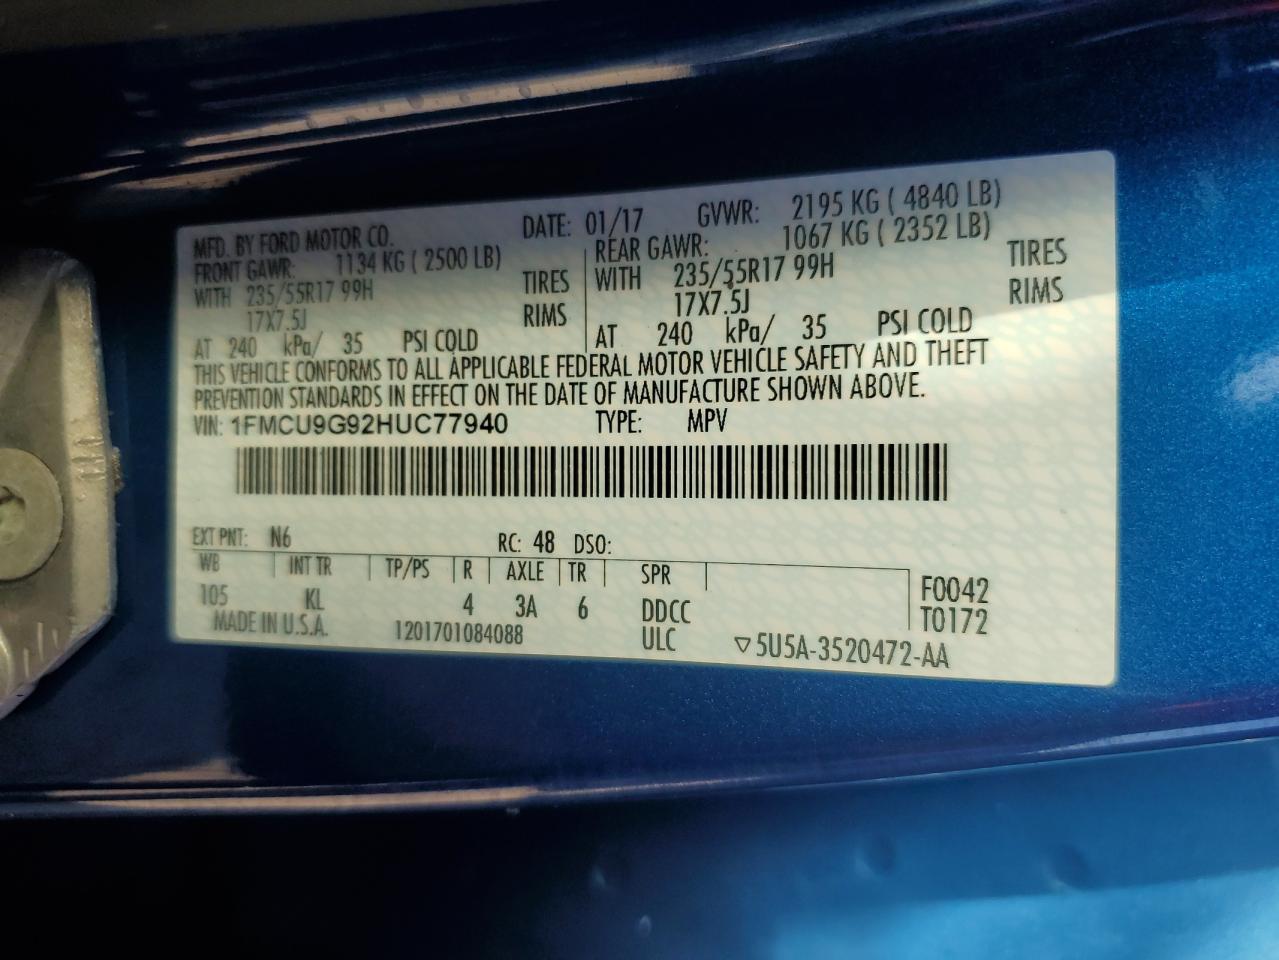 MFD. BY FORD MOTOR CO. DATE: 01/17 GVWR: 2195 KG ( 4840 LB)
FRONT GAWR: 1134 KG ( 2500 LB) REAR GAWR: 1067 KG ( 2352 LB)
WITH 235/55R17 99H TIRES WITH 235/55R17 99H TIRES
17X7.5J RIMS 17X7.5J RIMS
AT 240 kPa/ 35 PSI COLD AT 240 kPa/ 35 PSI COLD
THIS VEHICLE CONFORMS TO ALL APPLICABLE FEDERAL MOTOR VEHICLE SAFETY AND THEFT
PREVENTION STANDARDS IN EFFECT ON THE DATE OF MANUFACTURE SHOWN ABOVE.
VIN: 1FMCU9G92HUC77940 TYPE: MPV
EXT PNT: N6 RC: 48 DSO:
WB INT TR TP/PS R AXLE TR SPR F0042
105 KL 4 3A 6 DDCC T0172
MADE IN U.S.A. 1201701084088 ULC ▽5U5A-3520472-AA